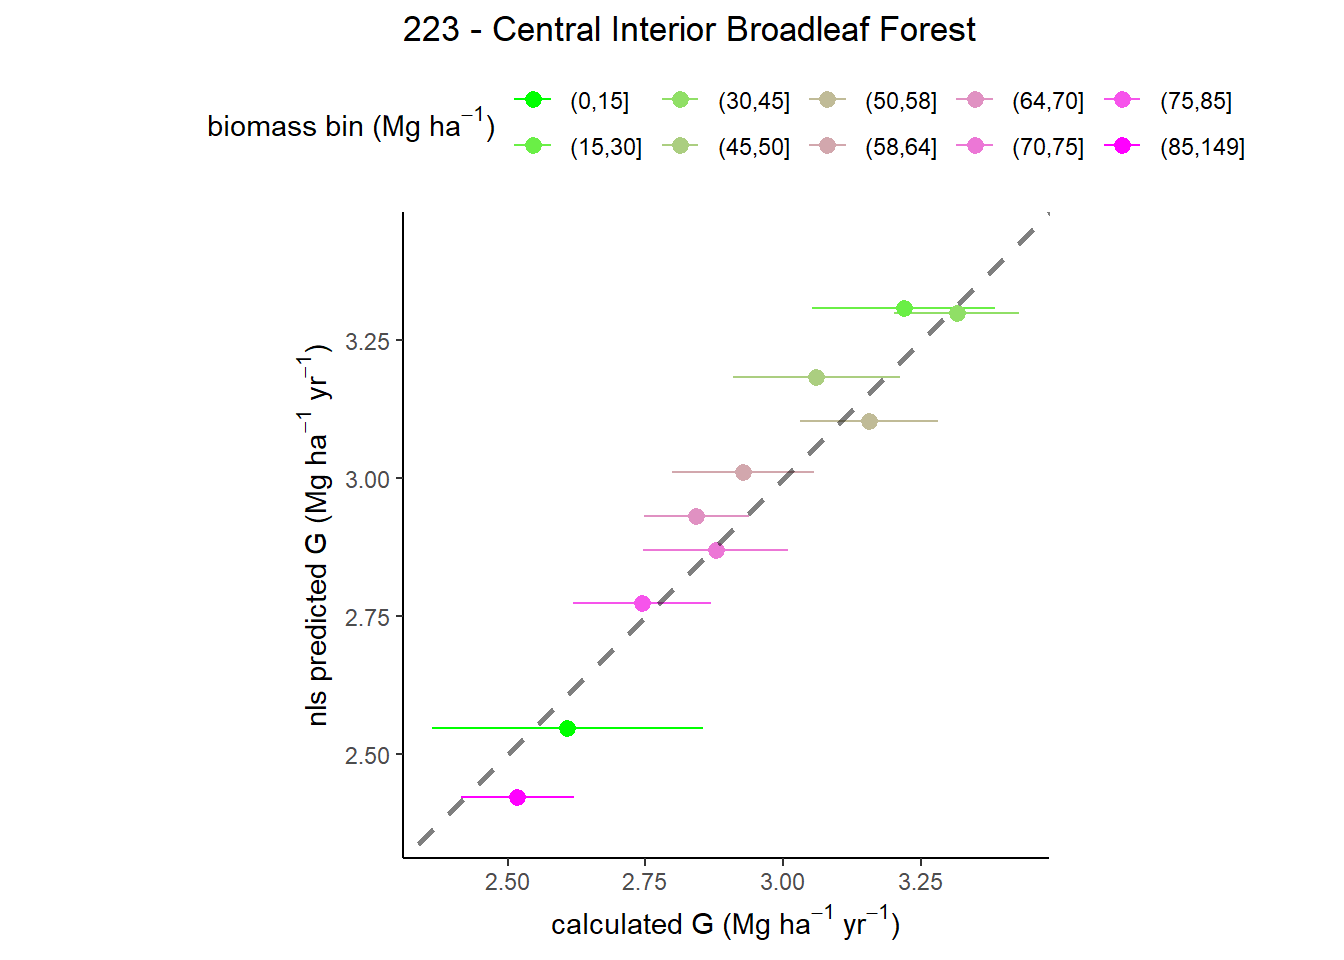 223 - Central Interior Broadleaf Forest
biomass bin (Mg ha⁻¹)
(0,15] (30,45] (50,58] (64,70] (75,85]
(15,30] (45,50] (58,64] (70,75] (85,149]
nls predicted G (Mg ha⁻¹ yr⁻¹)
3.25
3.00
2.75
2.50
2.50 2.75 3.00 3.25
calculated G (Mg ha⁻¹ yr⁻¹)